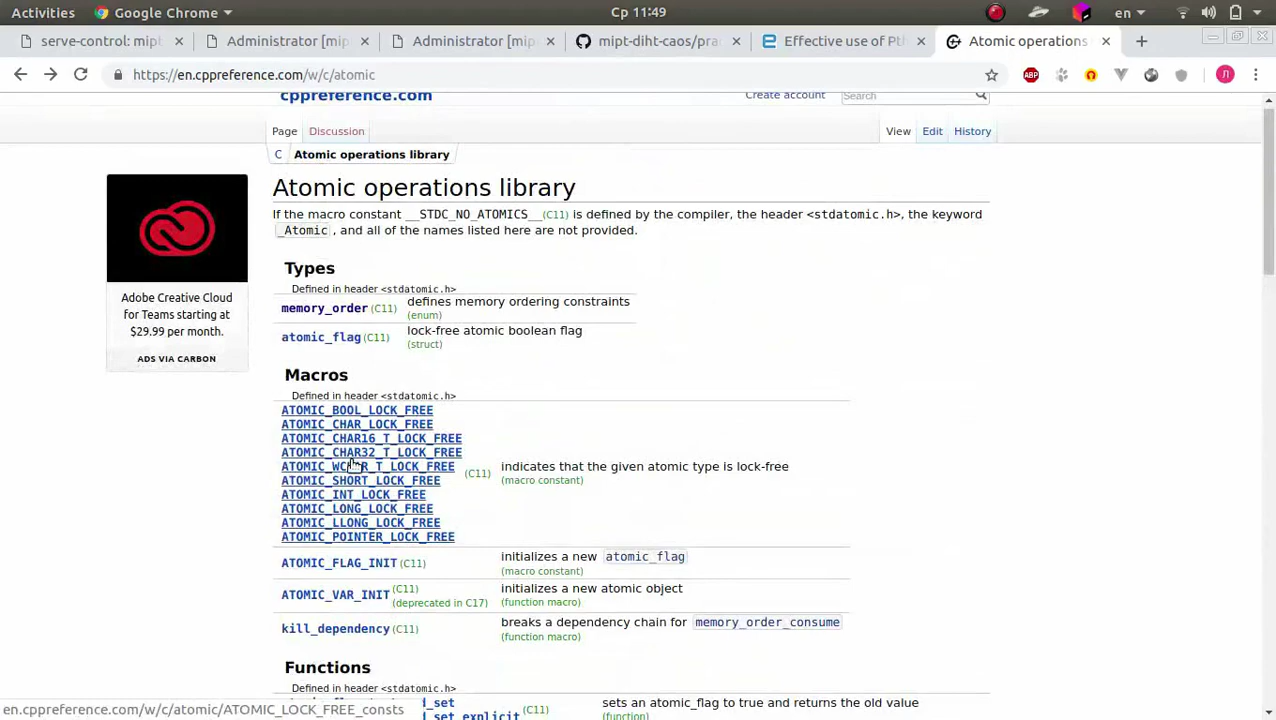 Activities Google Chrome Ср 11:49 en
serve-control: mipt Administrator [mip Administrator [mip mipt-diht-caos/prac Effective use of Pth Atomic operations
https://en.cppreference.com/w/c/atomic ABP Л
cppreference.com Create account Search
Page Discussion View Edit History
C Atomic operations library
Atomic operations library
If the macro constant __STDC_NO_ATOMICS__(C11) is defined by the compiler, the header <stdatomic.h>, the keyword
_Atomic , and all of the names listed here are not provided.
Types
Defined in header <stdatomic.h>
memory_order (C11) defines memory ordering constraints
(enum)
atomic_flag (C11) lock-free atomic boolean flag
(struct)
Adobe Creative Cloud
for Teams starting at
$29.99 per month.
ADS VIA CARBON
Macros
Defined in header <stdatomic.h>
ATOMIC_BOOL_LOCK_FREE
ATOMIC_CHAR_LOCK_FREE
ATOMIC_CHAR16_T_LOCK_FREE
ATOMIC_CHAR32_T_LOCK_FREE
ATOMIC_WCHAR_T_LOCK_FREE
ATOMIC_SHORT_LOCK_FREE
ATOMIC_INT_LOCK_FREE
ATOMIC_LONG_LOCK_FREE
ATOMIC_LLONG_LOCK_FREE
ATOMIC_POINTER_LOCK_FREE
(C11) indicates that the given atomic type is lock-free
(macro constant)
ATOMIC_FLAG_INIT (C11) initializes a new atomic_flag
(macro constant)
ATOMIC_VAR_INIT (C11)
(deprecated in C17) initializes a new atomic object
(function macro)
kill_dependency (C11) breaks a dependency chain for memory_order_consume
(function macro)
Functions
Defined in header <stdatomic.h>
d_set
d_set_explicit (C11) sets an atomic_flag to true and returns the old value
(function)
en.cppreference.com/w/c/atomic/ATOMIC_LOCK_FREE_consts